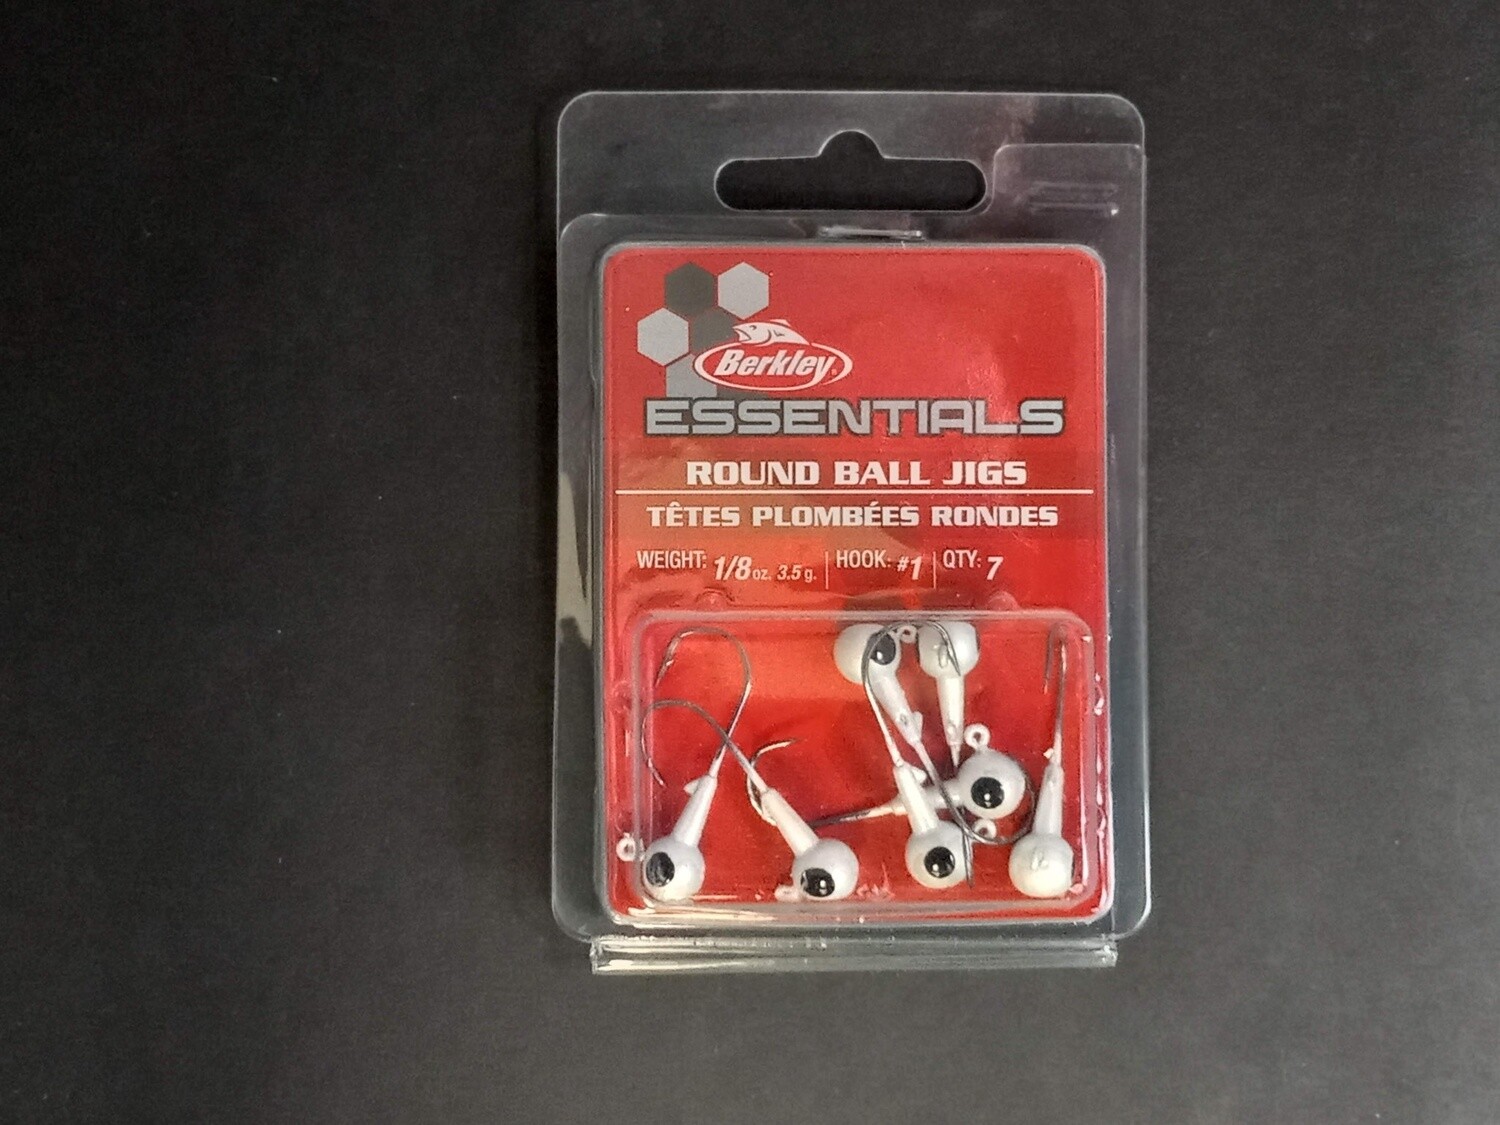 Berkley
ESSENTIALS
ROUND BALL JIGS
TÊTES PLOMBÉES RONDES
WEIGHT: 1/8 oz. 3.5 g. HOOK: #1 QTY: 7